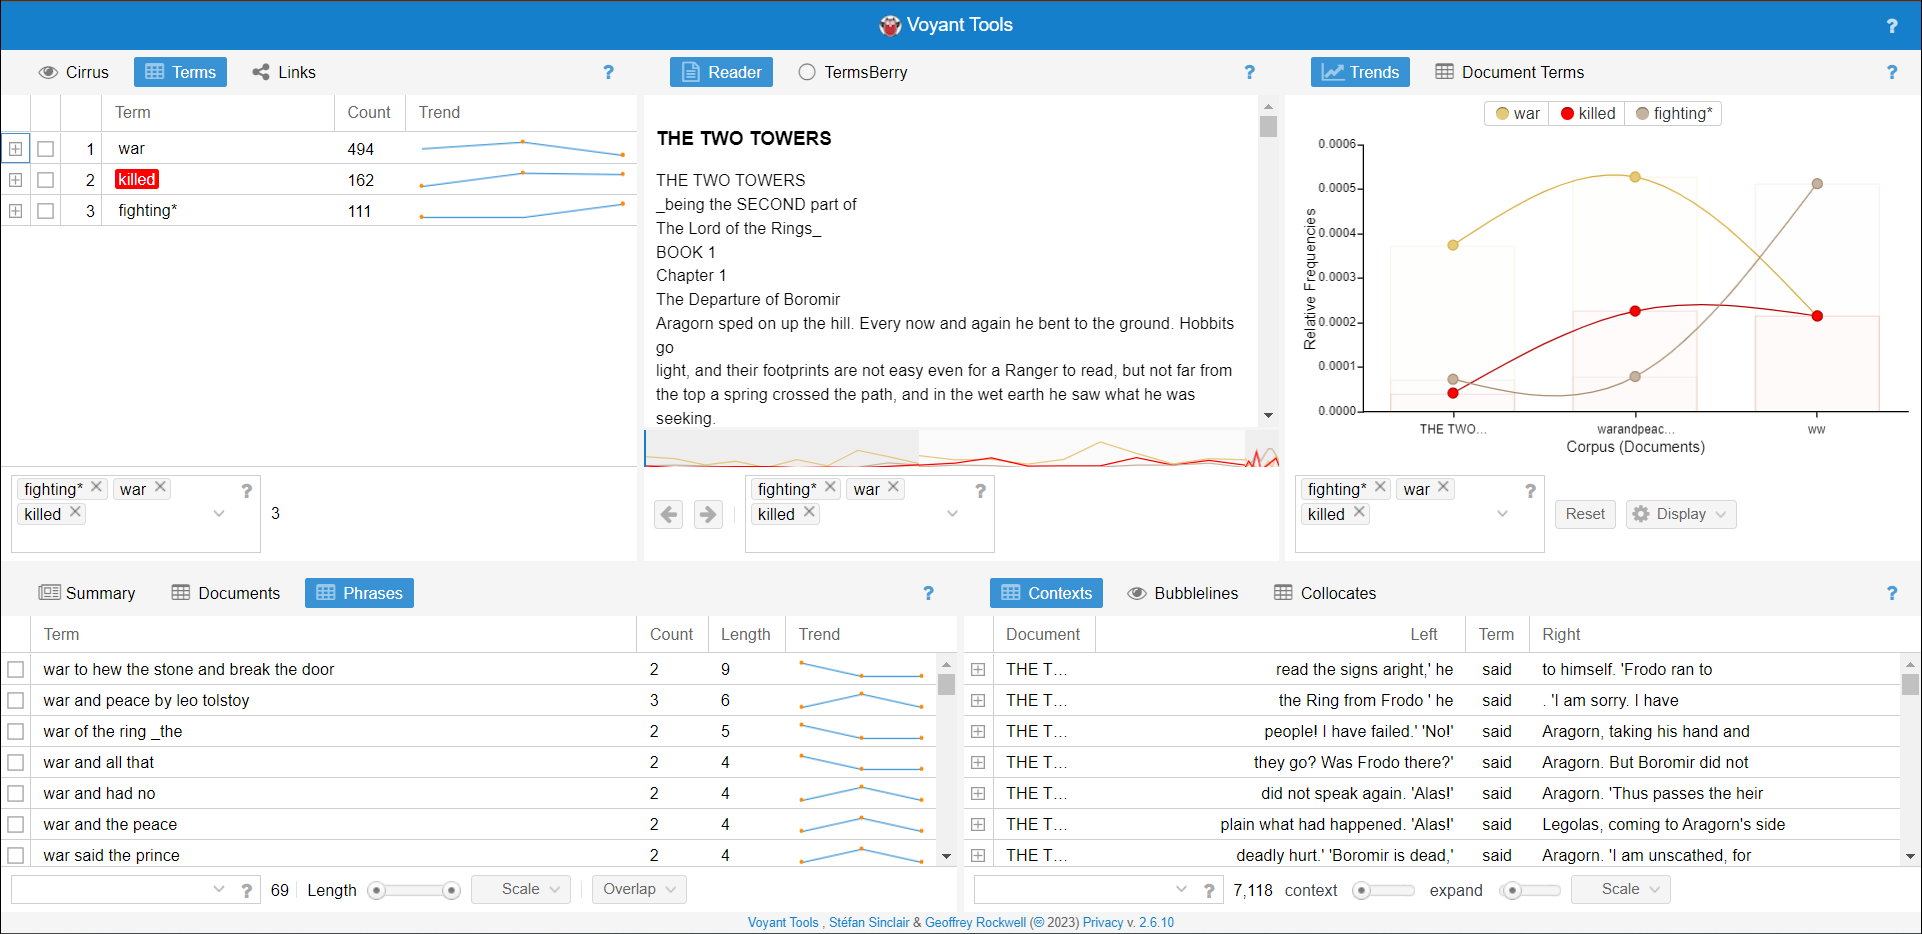 Voyant Tools
?
Cirrus Terms Links ?
Term Count Trend
1 war 494
2 killed 162
3 fighting* 111
fighting* war ?
killed
3
Reader TermsBerry ?
THE TWO TOWERS
THE TWO TOWERS
_being the SECOND part of
The Lord of the Rings_
BOOK 1
Chapter 1
The Departure of Boromir
Aragorn sped on up the hill. Every now and again he bent to the ground. Hobbits
go
light, and their footprints are not easy even for a Ranger to read, but not far from
the top a spring crossed the path, and in the wet earth he saw what he was
seeking.
fighting* war ?
killed
Trends Document Terms ?
war killed fighting*
0.0006
0.0005
0.0004
0.0003
0.0002
0.0001
0.0000
Relative Frequencies
THE TWO... warandpeac... ww
Corpus (Documents)
fighting* war ?
killed
Reset Display
Summary Documents Phrases ?
Term Count Length Trend
war to hew the stone and break the door 2 9
war and peace by leo tolstoy 3 6
war of the ring _the 2 5
war and all that 2 4
war and had no 2 4
war and the peace 2 4
war said the prince 2 4
? 69 Length Scale Overlap
Contexts Bubblelines Collocates ?
Document Left Term Right
THE T... read the signs aright,' he said to himself. 'Frodo ran to
THE T... the Ring from Frodo ' he said . 'I am sorry. I have
THE T... people! I have failed.' 'No!' said Aragorn, taking his hand and
THE T... they go? Was Frodo there?' said Aragorn. But Boromir did not
THE T... did not speak again. 'Alas!' said Aragorn. 'Thus passes the heir
THE T... plain what had happened. 'Alas!' said Legolas, coming to Aragorn's side
THE T... deadly hurt.' 'Boromir is dead,' said Aragorn. 'I am unscathed, for
? 7,118 context expand Scale
Voyant Tools , Stéfan Sinclair & Geoffrey Rockwell (© 2023) Privacy v. 2.6.10